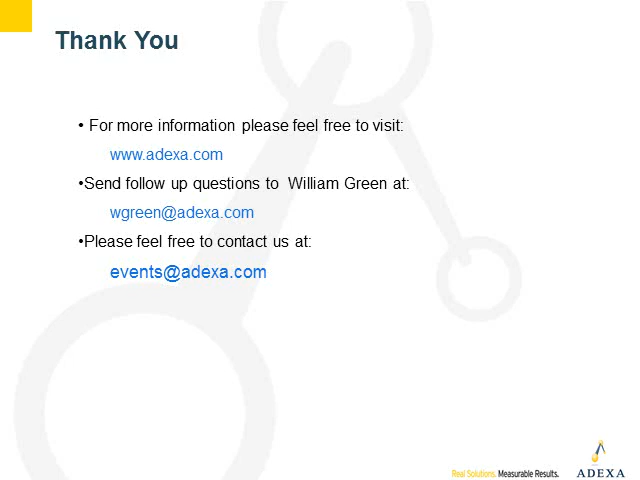 Thank You
• For more information please feel free to visit:
www.adexa.com
•Send follow up questions to William Green at:
wgreen@adexa.com
•Please feel free to contact us at:
events@adexa.com
Real Solutions. Measurable Results.
ADEXA